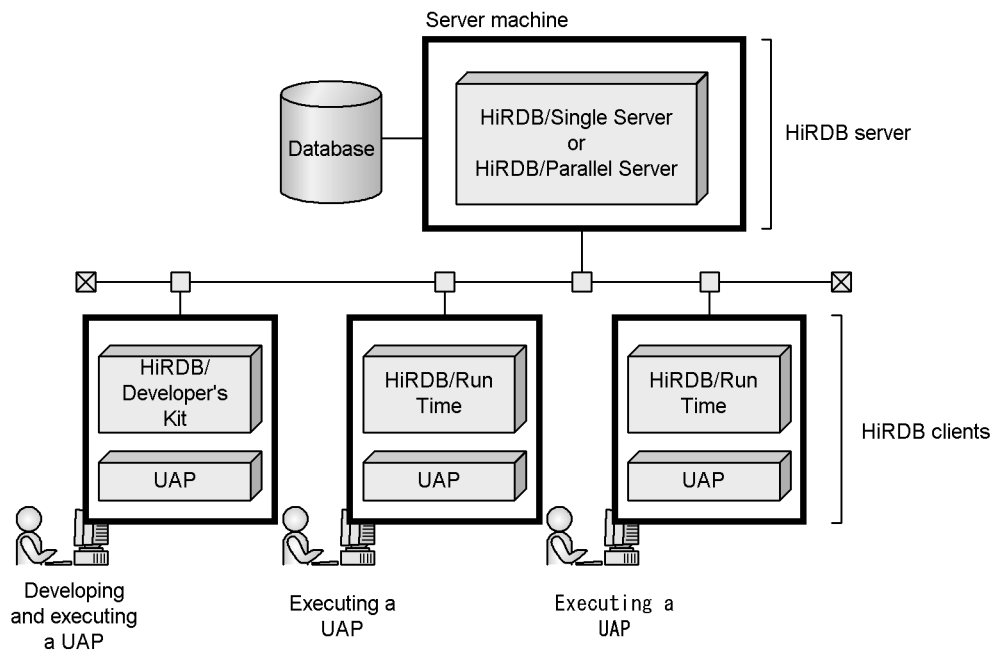 Server machine
HiRDB/Single Server
or
HiRDB/Parallel Server
Database
HiRDB server
HiRDB/
Developer's
Kit
UAP
HiRDB/Run
Time
UAP
HiRDB/Run
Time
UAP
HiRDB clients
Developing
and executing
a UAP
Executing a
UAP
Executing a
UAP